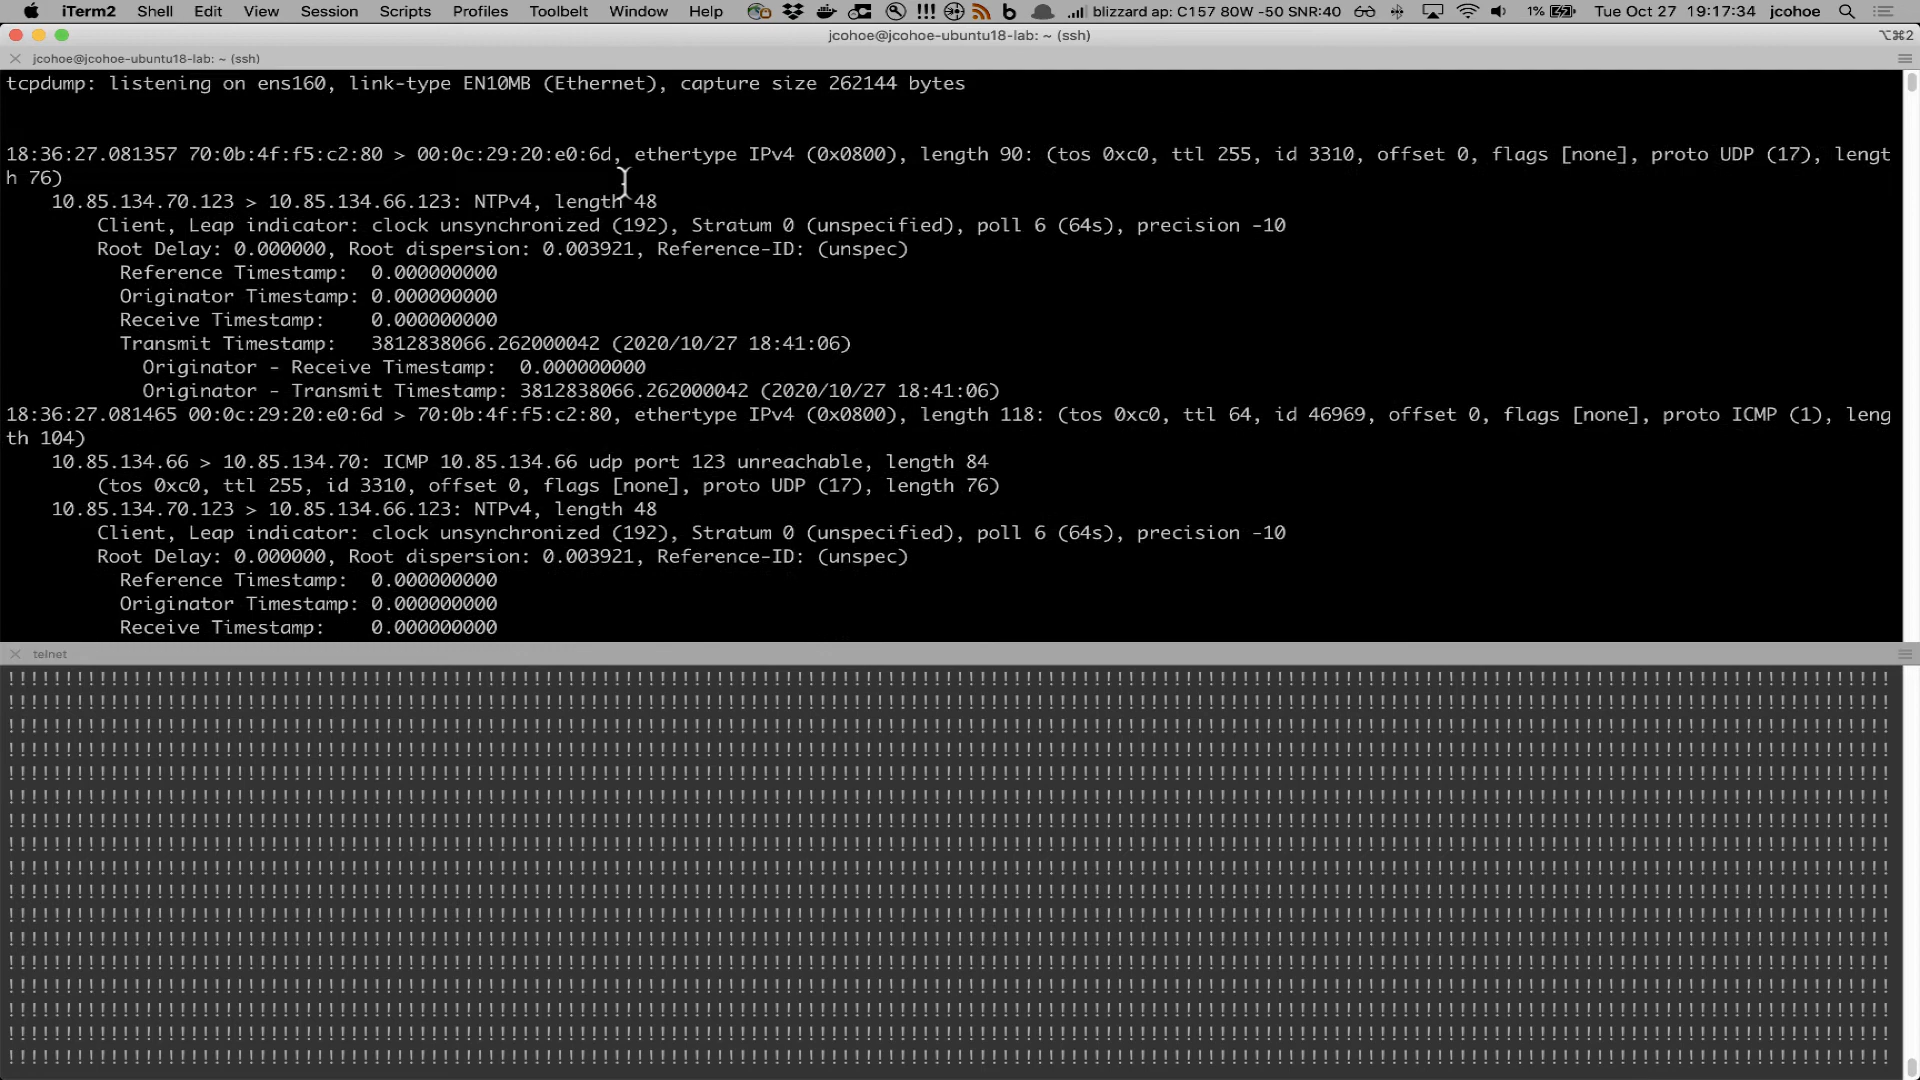 iTerm2 Shell Edit View Session Scripts Profiles Toolbelt Window Help !!! b blizzard ap: C157 80W -50 SNR:40 1% Tue Oct 27 19:17:34 jcohoe
jcohoe@jcohoe-ubuntu18-lab: ~ (ssh) ⌥⌘2
jcohoe@jcohoe-ubuntu18-lab: ~ (ssh)
tcpdump: listening on ens160, link-type EN10MB (Ethernet), capture size 262144 bytes
18:36:27.081357 70:0b:4f:f5:c2:80 > 00:0c:29:20:e0:6d, ethertype IPv4 (0x0800), length 90: (tos 0xc0, ttl 255, id 3310, offset 0, flags [none], proto UDP (17), lengt
h 76)
10.85.134.70.123 > 10.85.134.66.123: NTPv4, length 48
Client, Leap indicator: clock unsynchronized (192), Stratum 0 (unspecified), poll 6 (64s), precision -10
Root Delay: 0.000000, Root dispersion: 0.003921, Reference-ID: (unspec)
Reference Timestamp: 0.000000000
Originator Timestamp: 0.000000000
Receive Timestamp: 0.000000000
Transmit Timestamp: 3812838066.262000042 (2020/10/27 18:41:06)
Originator - Receive Timestamp: 0.000000000
Originator - Transmit Timestamp: 3812838066.262000042 (2020/10/27 18:41:06)
18:36:27.081465 00:0c:29:20:e0:6d > 70:0b:4f:f5:c2:80, ethertype IPv4 (0x0800), length 118: (tos 0xc0, ttl 64, id 46969, offset 0, flags [none], proto ICMP (1), leng
th 104)
10.85.134.66 > 10.85.134.70: ICMP 10.85.134.66 udp port 123 unreachable, length 84
(tos 0xc0, ttl 255, id 3310, offset 0, flags [none], proto UDP (17), length 76)
10.85.134.70.123 > 10.85.134.66.123: NTPv4, length 48
Client, Leap indicator: clock unsynchronized (192), Stratum 0 (unspecified), poll 6 (64s), precision -10
Root Delay: 0.000000, Root dispersion: 0.003921, Reference-ID: (unspec)
Reference Timestamp: 0.000000000
Originator Timestamp: 0.000000000
Receive Timestamp: 0.000000000
telnet